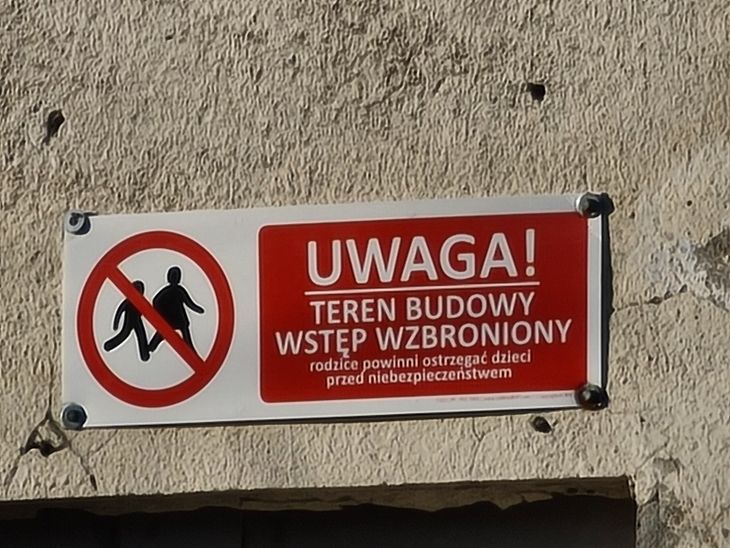 UWAGA!
TEREN BUDOWY
WSTĘP WZBRONIONY
rodzice powinni ostrzegać dzieci
przed niebezpieczeństwem